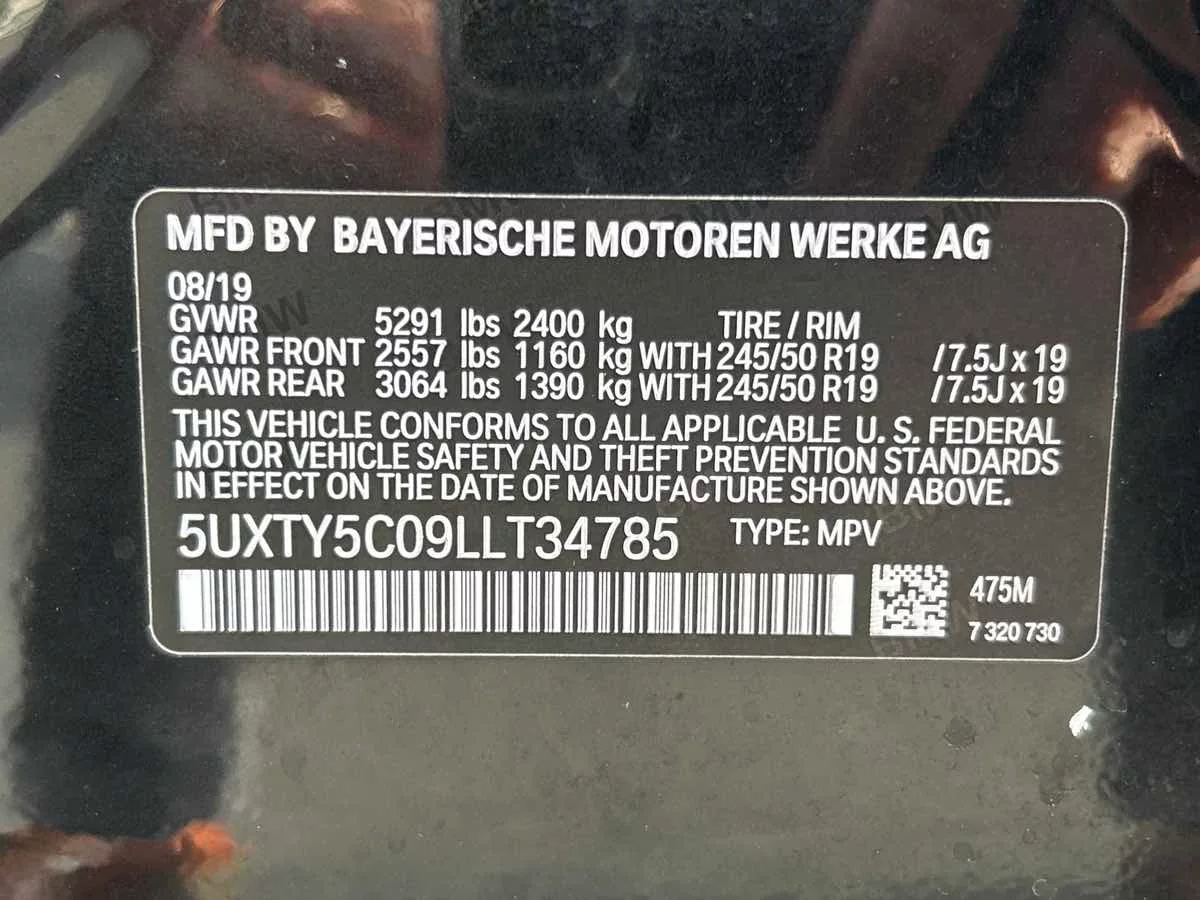 MFD BY BAYERISCHE MOTOREN WERKE AG
08/19
GVWR 5291 lbs 2400 kg TIRE / RIM
GAWR FRONT 2557 lbs 1160 kg WITH 245/50 R19 / 7.5J x 19
GAWR REAR 3064 lbs 1390 kg WITH 245/50 R19 / 7.5J x 19
THIS VEHICLE CONFORMS TO ALL APPLICABLE U. S. FEDERAL
MOTOR VEHICLE SAFETY AND THEFT PREVENTION STANDARDS
IN EFFECT ON THE DATE OF MANUFACTURE SHOWN ABOVE.
5UXTY5C09LLT34785 TYPE: MPV
475M
7 320 730